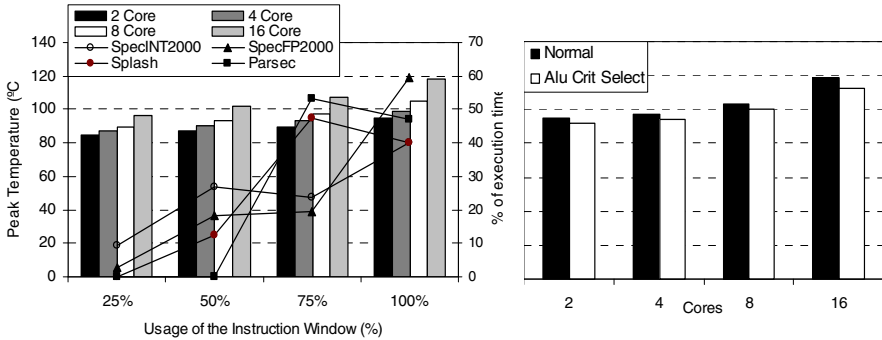 2 Core 4 Core
8 Core 16 Core
SpecINT2000 SpecFP2000
Splash Parsec
140
120
100
80
60
40
20
0
Peak Temperature (ºC)
70
60
50
40
30
20
10
0
% of execution time
25% 50% 75% 100%
Usage of the Instruction Window (%)
Normal
Alu Crit Select
2 4 8 16
Cores